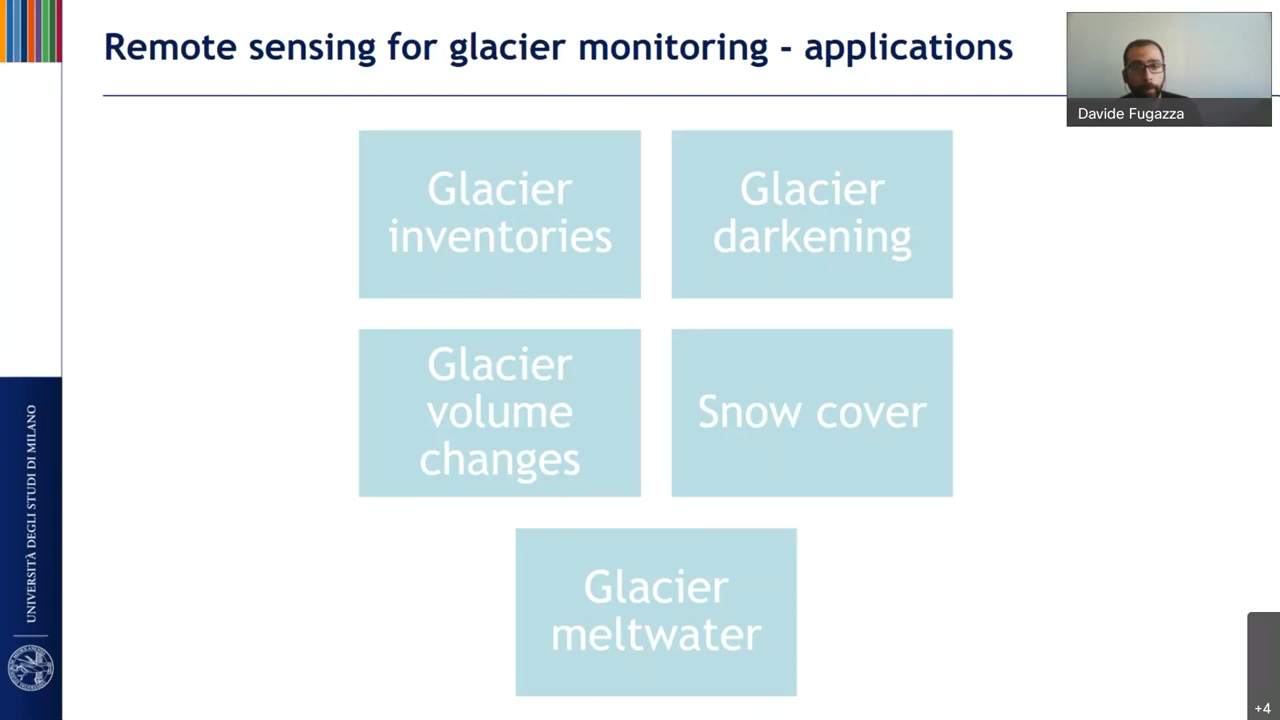 Remote sensing for glacier monitoring - applications
Davide Fugazza
Glacier
inventories
Glacier
darkening
Glacier
volume
changes
Snow cover
Glacier
meltwater
UNIVERSITÀ DEGLI STUDI DI MILANO
+4